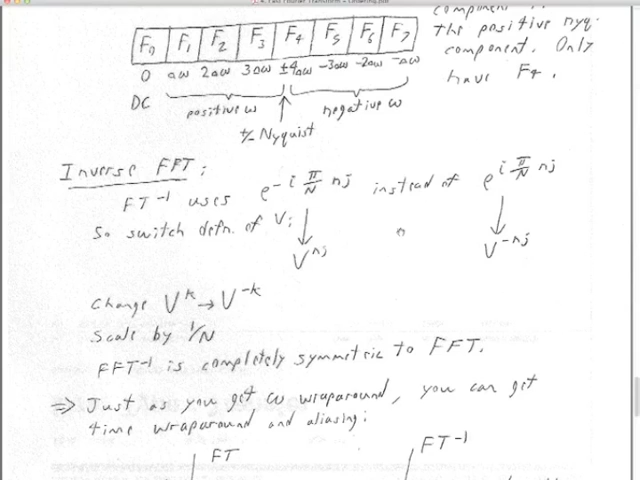 component
F0 F1 F2 F3 F4 F5 F6 F7
the positive nyq.
component. Only
have F4.
0 Δω 2Δω 3Δω ±4Δω -3Δω -2Δω -Δω
DC positive ω negative ω
+/- Nyquist
Inverse FFT:
FT⁻¹ uses e^{-i π/N nj} instead of e^{i π/N nj}
So switch defn. of V: V^{nj} V^{-nj}
change V^k → V^{-k}
Scale by 1/N
FFT⁻¹ is completely symmetric to FFT.
⇒ Just as you get ω wraparound, you can get
time wraparound and aliasing:
FT FT⁻¹